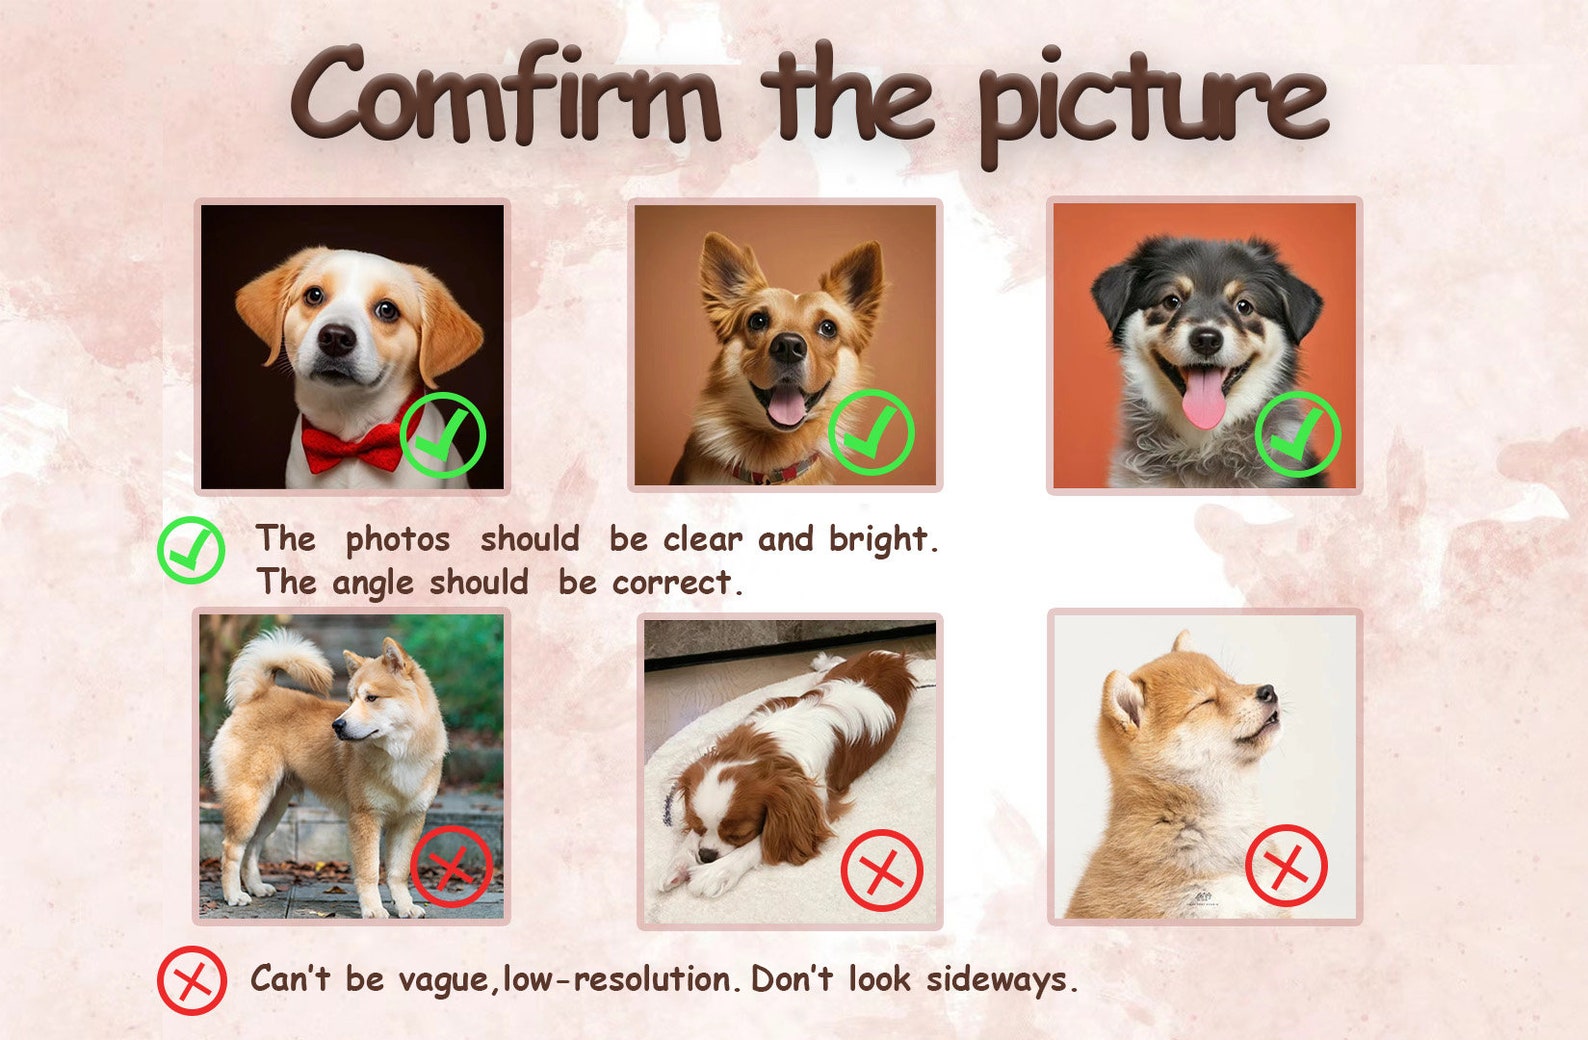 Comfirm the picture
The photos should be clear and bright.
The angle should be correct.
Can't be vague,low-resolution. Don't look sideways.